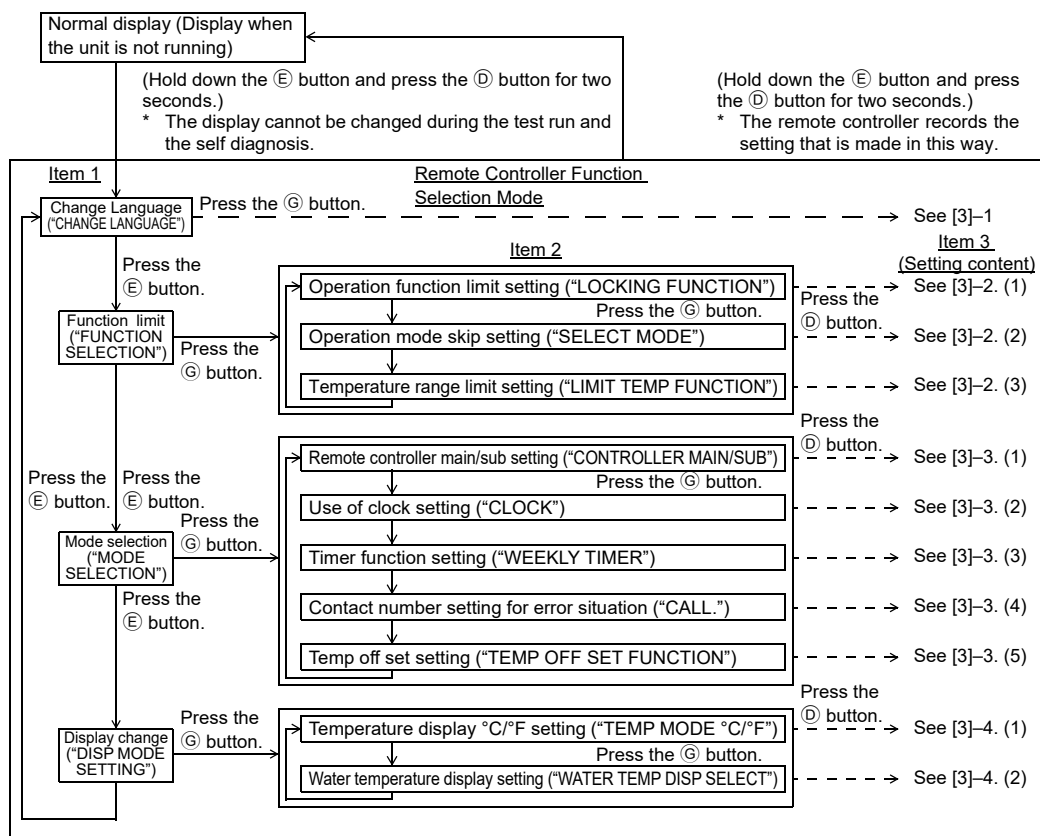 Normal display (Display when
the unit is not running)
(Hold down the Ⓔ button and press the Ⓓ button for two
seconds.)
* The display cannot be changed during the test run and
the self diagnosis.
(Hold down the Ⓔ button and press
the Ⓓ button for two seconds.)
* The remote controller records the
setting that is made in this way.
Item 1
Remote Controller Function
Selection Mode
Change Language
(“CHANGE LANGUAGE”)
Press the Ⓖ button.
See [3]–1
Item 2
Item 3
(Setting content)
Press the
Ⓔ button.
Function limit
(“FUNCTION
SELECTION”)
Press the
Ⓖ button.
Operation function limit setting (“LOCKING FUNCTION”)
Press the Ⓖ button.
Press the
Ⓓ button.
See [3]–2. (1)
Operation mode skip setting (“SELECT MODE”)
See [3]–2. (2)
Temperature range limit setting (“LIMIT TEMP FUNCTION”)
See [3]–2. (3)
Press the
Ⓔ button.
Press the
Ⓔ button.
Mode selection
(“MODE
SELECTION”)
Press the
Ⓖ button.
Press the
Ⓓ button.
Remote controller main/sub setting (“CONTROLLER MAIN/SUB”)
See [3]–3. (1)
Press the Ⓖ button.
Use of clock setting (“CLOCK”)
See [3]–3. (2)
Timer function setting (“WEEKLY TIMER”)
See [3]–3. (3)
Contact number setting for error situation (“CALL.”)
See [3]–3. (4)
Temp off set setting (“TEMP OFF SET FUNCTION”)
See [3]–3. (5)
Press the
Ⓔ button.
Display change
(“DISP MODE
SETTING”)
Press the
Ⓖ button.
Press the
Ⓓ button.
Temperature display °C/°F setting (“TEMP MODE °C/°F”)
See [3]–4. (1)
Press the Ⓖ button.
Water temperature display setting (“WATER TEMP DISP SELECT”)
See [3]–4. (2)